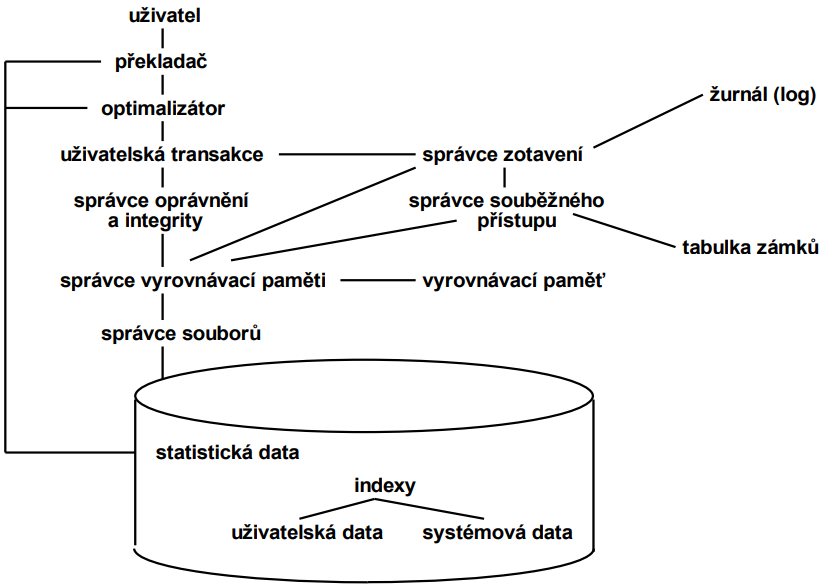 uživatel
překladač
optimalizátor
žurnál (log)
uživatelská transakce
správce zotavení
správce oprávnění
a integrity
správce souběžného
přístupu
tabulka zámků
správce vyrovnávací paměti
vyrovnávací paměť
správce souborů
statistická data
indexy
uživatelská data
systémová data